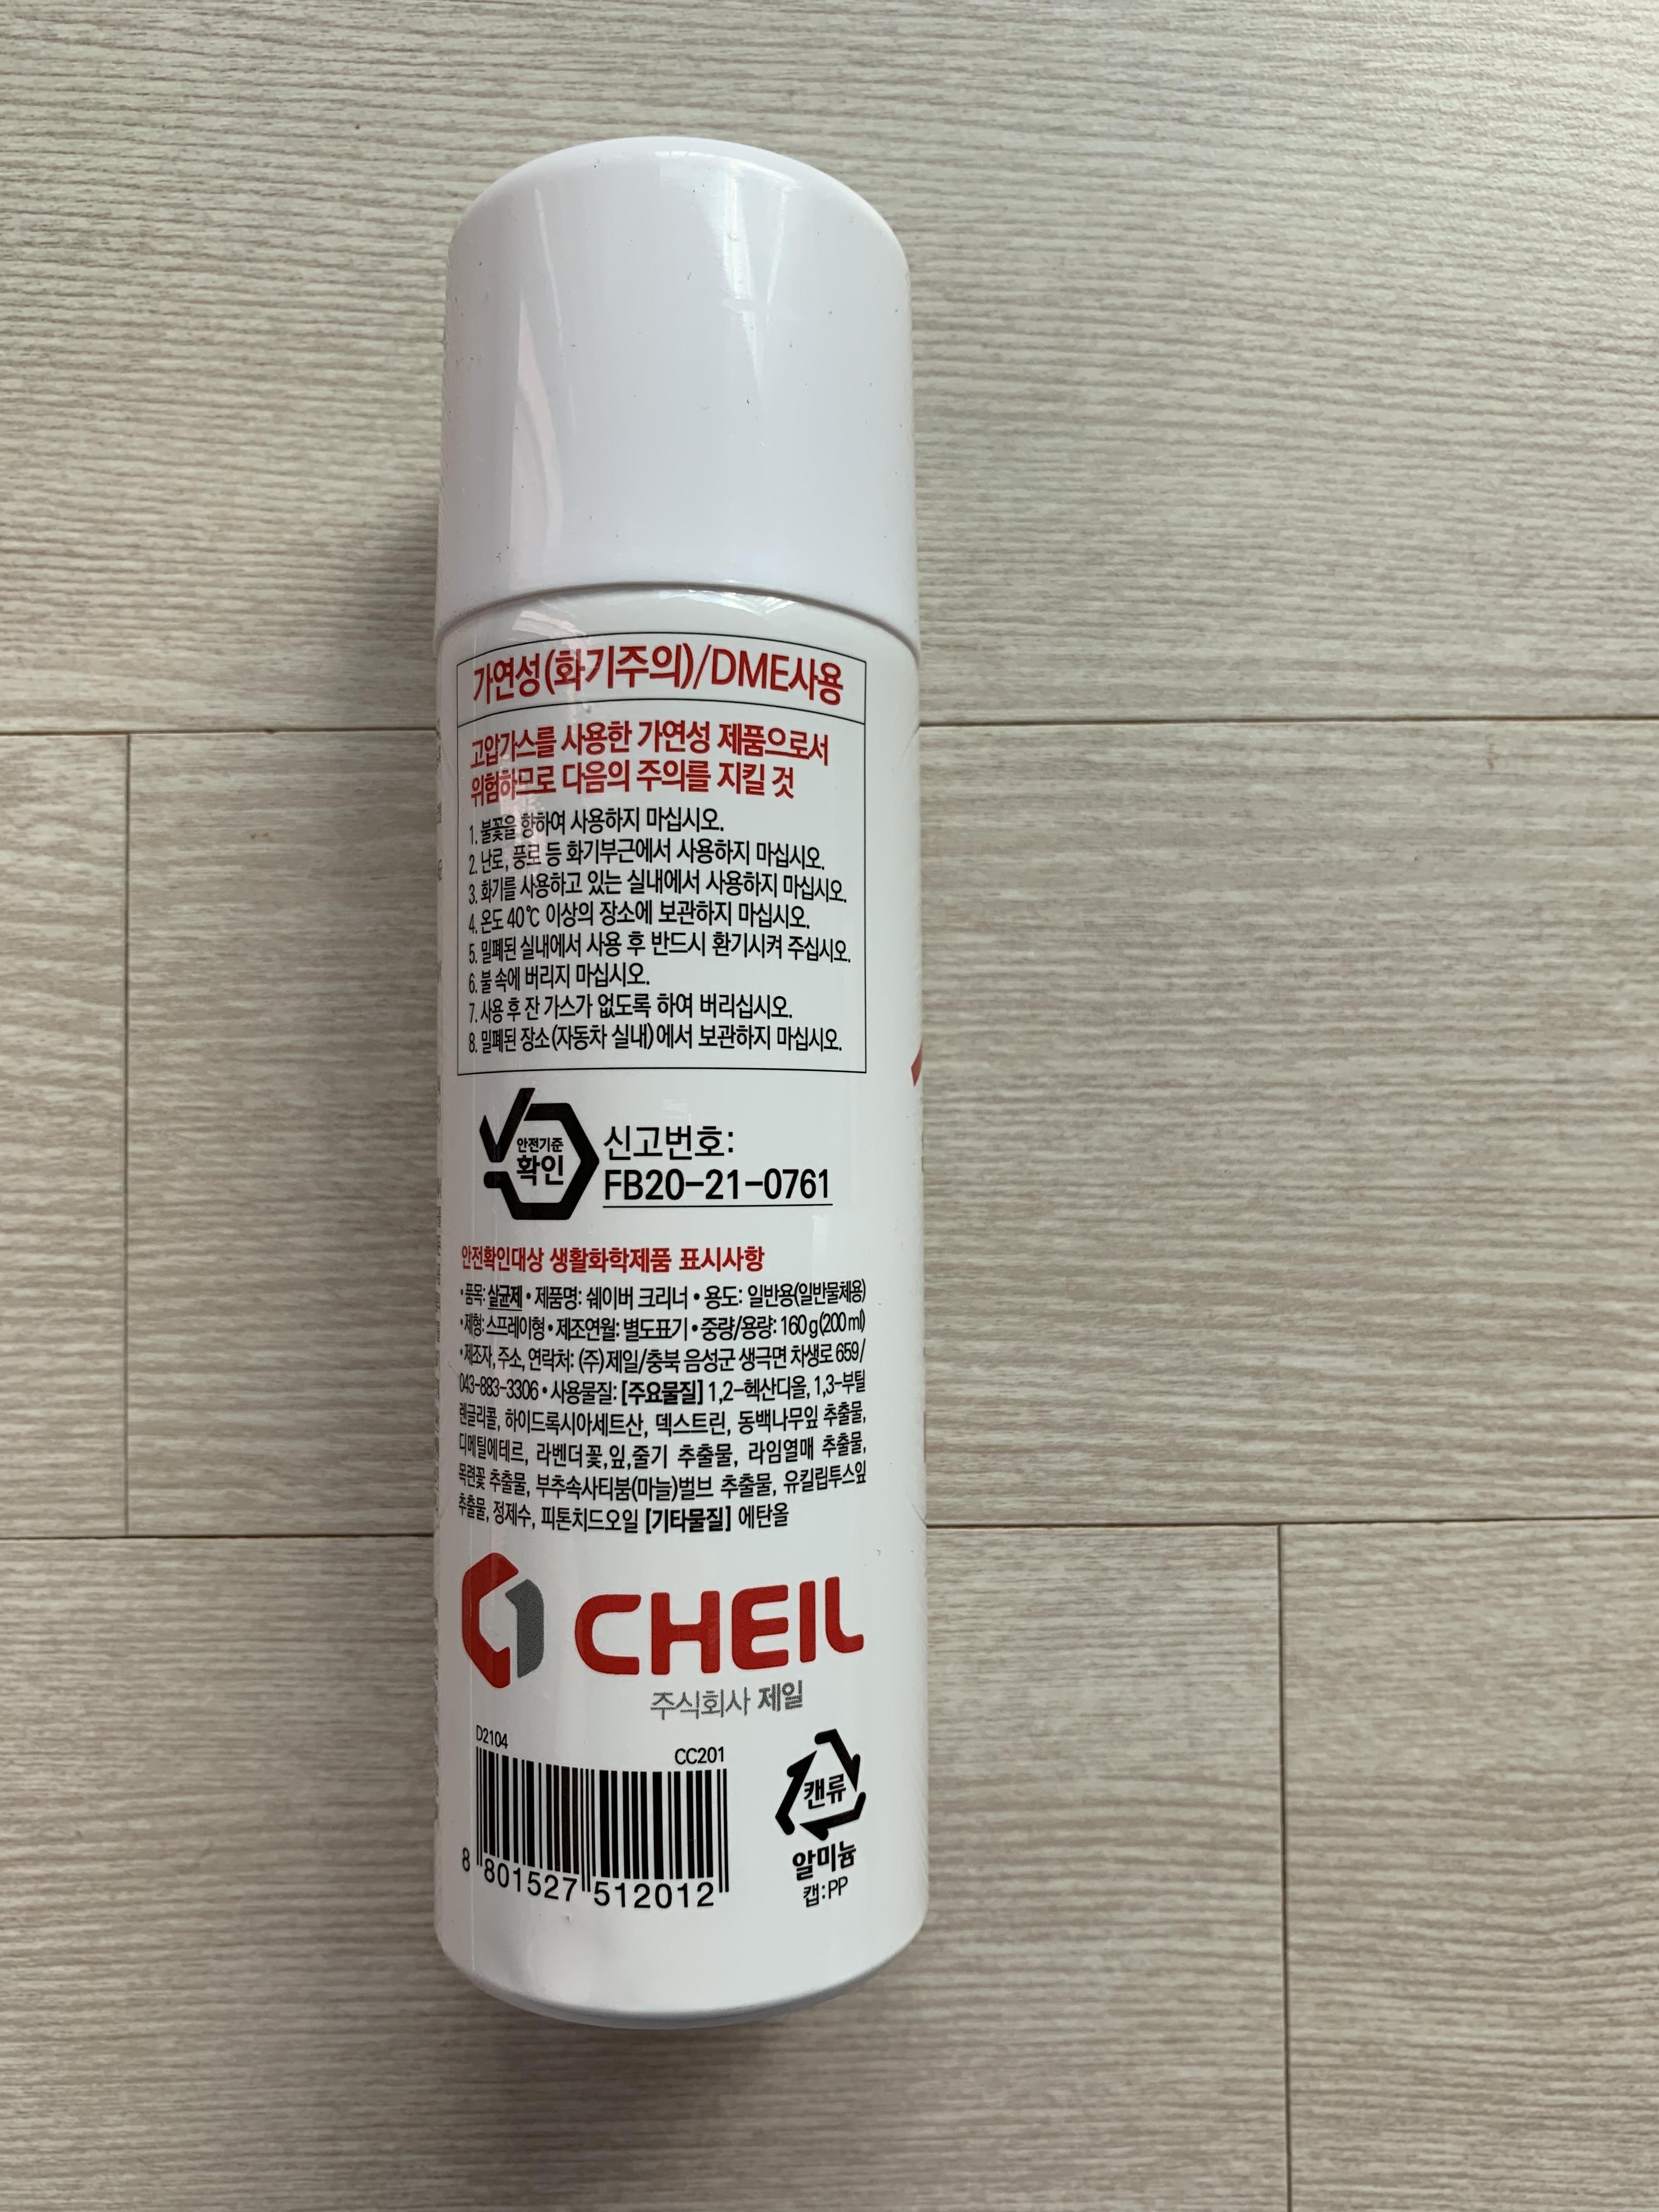 가연성(화기주의)/DME사용
고압가스를 사용한 가연성 제품으로서
위험하므로 다음의 주의를 지킬 것
1. 불꽃을 향하여 사용하지 마십시오.
2. 난로, 풍로 등 화기부근에서 사용하지 마십시오.
3. 화기를 사용하고 있는 실내에서 사용하지 마십시오.
4. 온도 40℃ 이상의 장소에 보관하지 마십시오.
5. 밀폐된 실내에서 사용 후 반드시 환기시켜 주십시오.
6. 불 속에 버리지 마십시오.
7. 사용 후 잔 가스가 없도록 하여 버리십시오.
8. 밀폐된 장소(자동차 실내)에서 보관하지 마십시오.
안전기준
확인
신고번호:
FB20-21-0761
안전확인대상 생활화학제품 표시사항
• 품목: 살균제 • 제품명: 쉐이버 크리너 • 용도: 일반용(일반물체용)
• 제형: 스프레이형 • 제조연월: 별도표기 • 중량/용량: 160g(200ml)
• 제조자, 주소, 연락처: (주)제일/충북 음성군 생극면 차생로 659/
043-883-3306 • 사용물질: [주요물질] 1,2-헥산디올, 1,3-부틸
렌글리콜, 하이드록시아세트산, 덱스트린, 동백나무잎 추출물,
디메틸에테르, 라벤더꽃,잎,줄기 추출물, 라임열매 추출물,
목련꽃 추출물, 부추속사티붐(마늘)벌브 추출물, 유킬립투스잎
추출물, 정제수, 피톤치드오일 [기타물질] 에탄올
CHEIL
주식회사 제일
D2104
CC201
8 801527 512012
캔류
알미늄
캡:PP